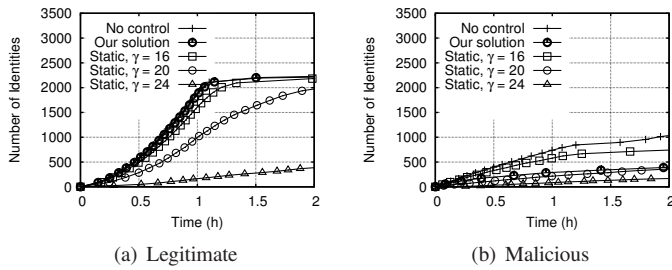 3500
3000
2500
2000
1500
1000
500
0
Number of Identities
No control
Our solution
Static, γ = 16
Static, γ = 20
Static, γ = 24
0 0.5 1 1.5 2
Time (h)
(a) Legitimate
3500
3000
2500
2000
1500
1000
500
0
Number of Identities
No control
Our solution
Static, γ = 16
Static, γ = 20
Static, γ = 24
0 0.5 1 1.5 2
Time (h)
(b) Malicious